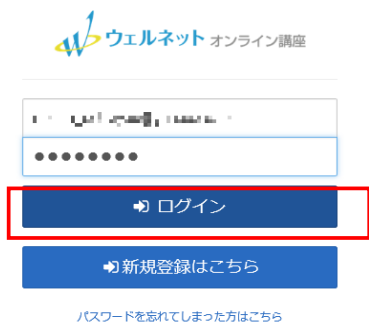 ウェルネット オンライン講座
●●●●●●●●
ログイン
新規登録はこちら
パスワードを忘れてしまった方はこちら